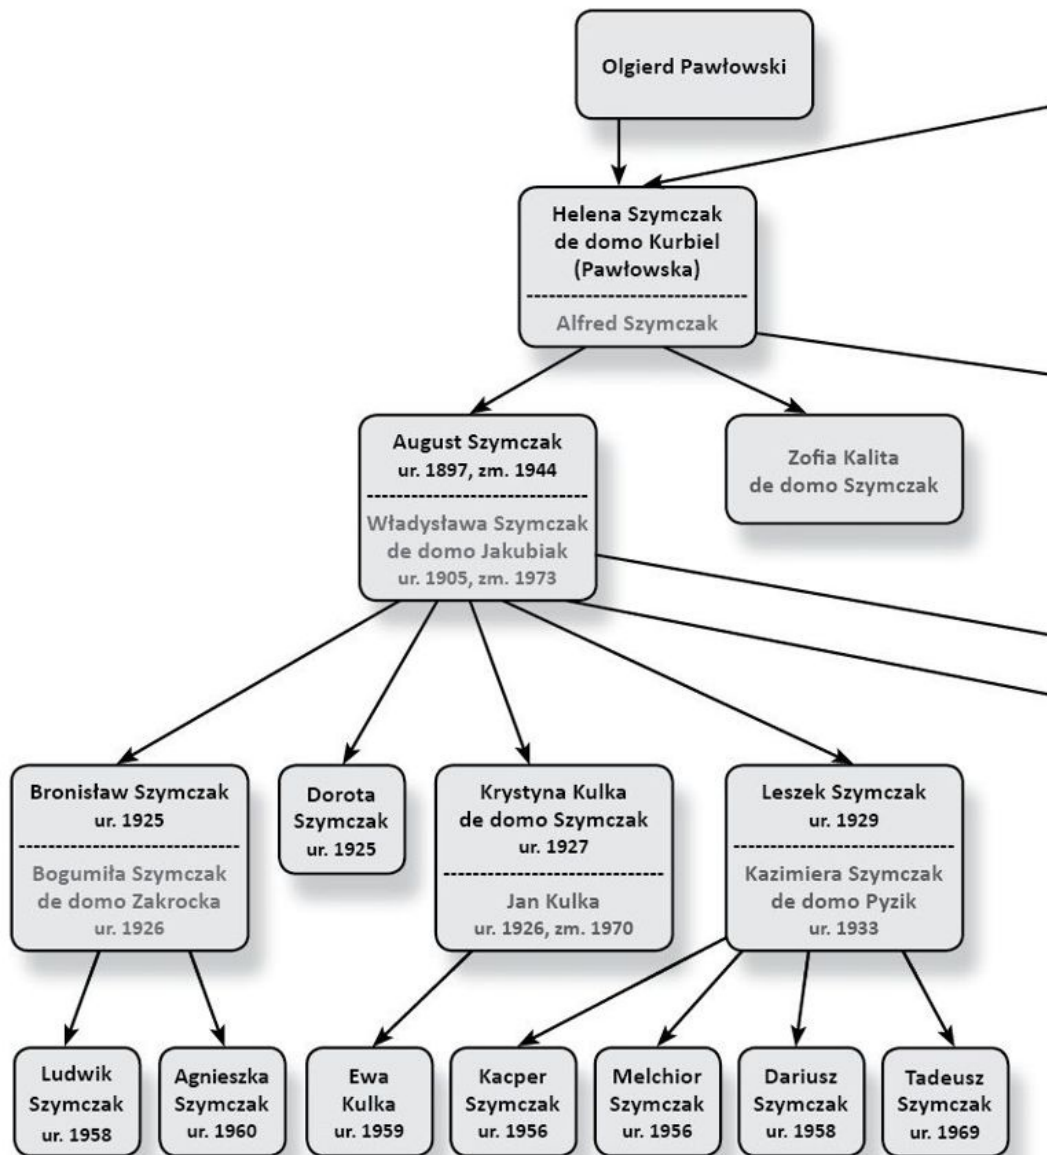 Olgierd Pawłowski
Helena Szymczak
de domo Kurbiel
(Pawłowska)
Alfred Szymczak
August Szymczak
ur. 1897, zm. 1944
Władysława Szymczak
de domo Jakubiak
ur. 1905, zm. 1973
Zofia Kalita
de domo Szymczak
Bronisław Szymczak
ur. 1925
Bogumiła Szymczak
de domo Zakrocka
ur. 1926
Dorota
Szymczak
ur. 1925
Krystyna Kulka
de domo Szymczak
ur. 1927
Jan Kulka
ur. 1926, zm. 1970
Leszek Szymczak
ur. 1929
Kazimiera Szymczak
de domo Pyzik
ur. 1933
Ludwik
Szymczak
ur. 1958
Agnieszka
Szymczak
ur. 1960
Ewa
Kulka
ur. 1959
Kacper
Szymczak
ur. 1956
Melchior
Szymczak
ur. 1956
Dariusz
Szymczak
ur. 1958
Tadeusz
Szymczak
ur. 1969